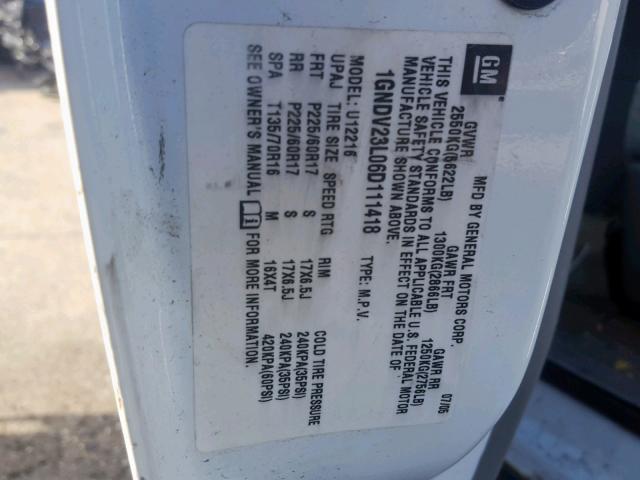 GM
MFD BY GENERAL MOTORS CORP. 07/05
GVWR GAWR FRT GAWR RR
2550KG(5622LB) 1300KG(2866LB) 1250KG(2756LB)
THIS VEHICLE CONFORMS TO ALL APPLICABLE U.S. FEDERAL MOTOR
VEHICLE SAFETY STANDARDS IN EFFECT ON THE DATE OF
MANUFACTURE SHOWN ABOVE.
1GNDV23L06D111418 TYPE: M.P.V.
MODEL: U12216
UPAJ TIRE SIZE SPEED RTG RIM COLD TIRE PRESSURE
FRT P225/60R17 S 17X6.5J 240KPA(35PSI)
RR P225/60R17 S 17X6.5J 240KPA(35PSI)
SPA T135/70R16 M 16X4T 420KPA(60PSI)
SEE OWNER'S MANUAL FOR MORE INFORMATION.